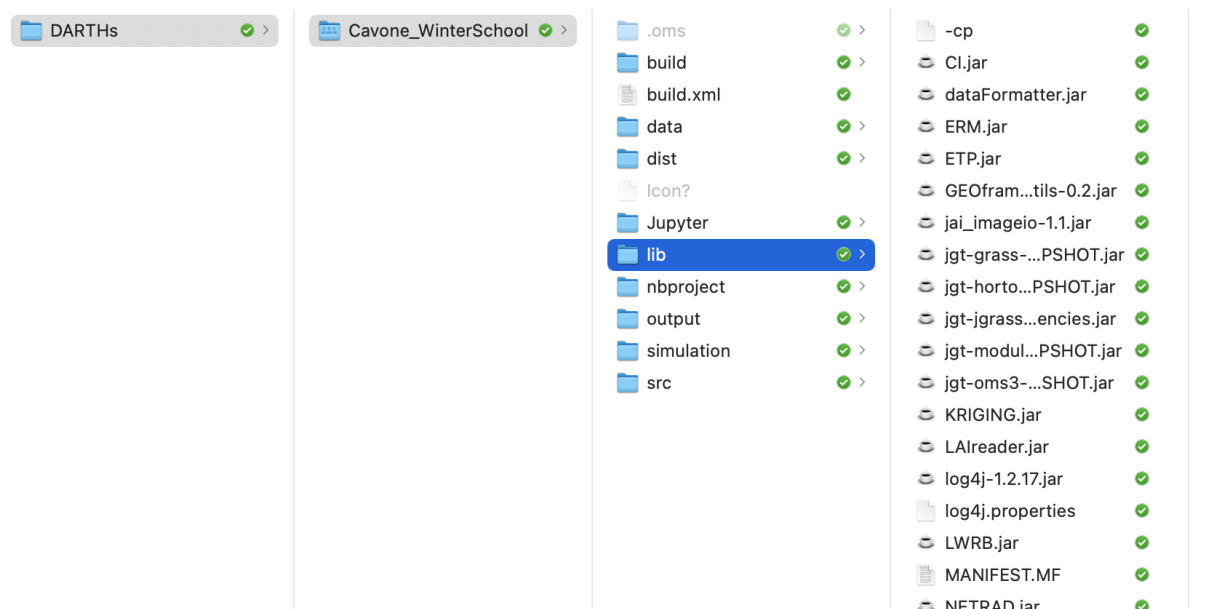 DARTHs
Cavone_WinterSchool
.oms
build
build.xml
data
dist
Icon?
Jupyter
lib
nbproject
output
simulation
src
-cp
CI.jar
dataFormatter.jar
ERM.jar
ETP.jar
GEOfram...tils-0.2.jar
jai_imageio-1.1.jar
jgt-grass-...PSHOT.jar
jgt-horto...PSHOT.jar
jgt-jgrass...encies.jar
jgt-modul...PSHOT.jar
jgt-oms3-...SHOT.jar
KRIGING.jar
LAIreader.jar
log4j-1.2.17.jar
log4j.properties
LWRB.jar
MANIFEST.MF
NETRAD.jar